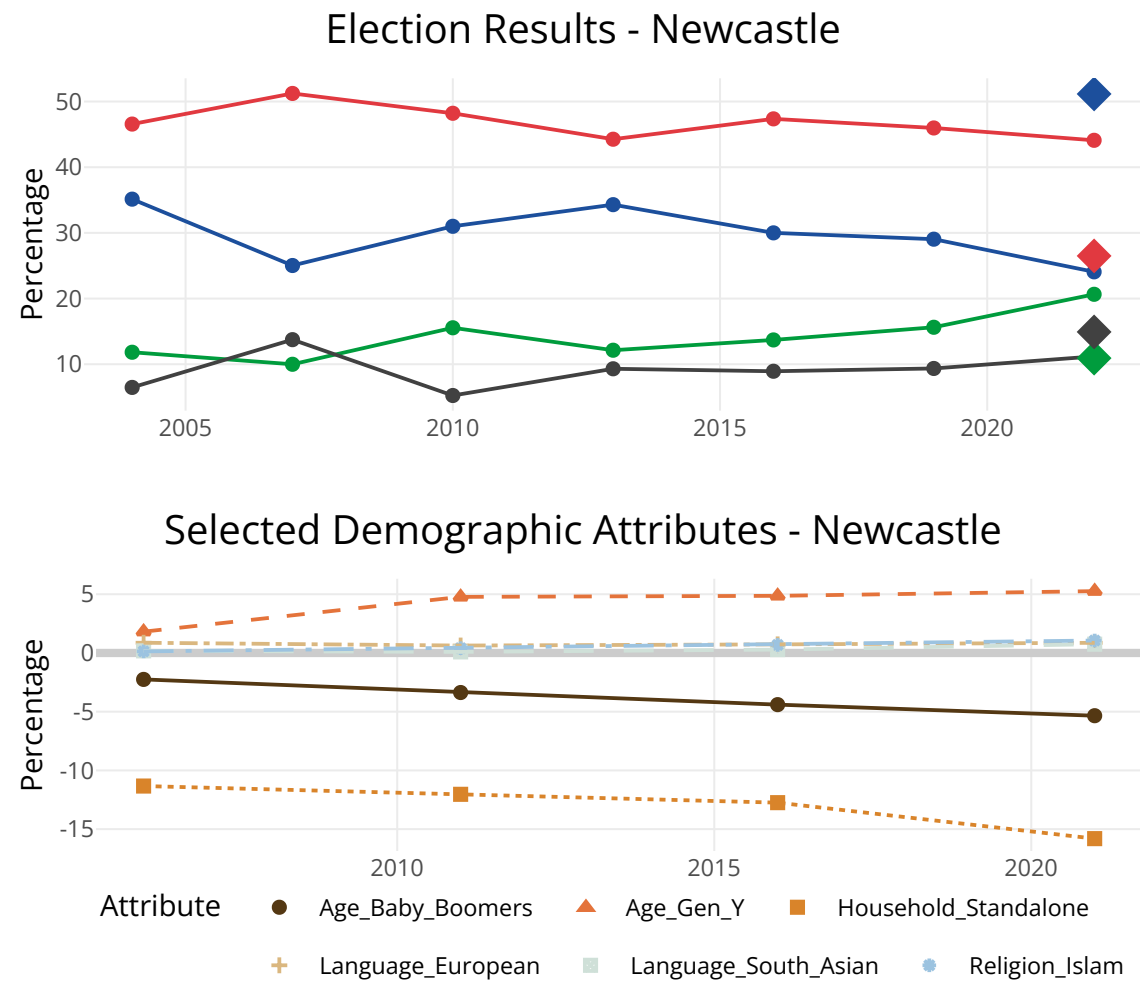 Election Results - Newcastle
50
40
30
20
10
Percentage
2005 2010 2015 2020
Selected Demographic Attributes - Newcastle
5
0
-5
-10
-15
Percentage
2010 2015 2020
Attribute Age_Baby_Boomers Age_Gen_Y Household_Standalone
Language_European Language_South_Asian Religion_Islam